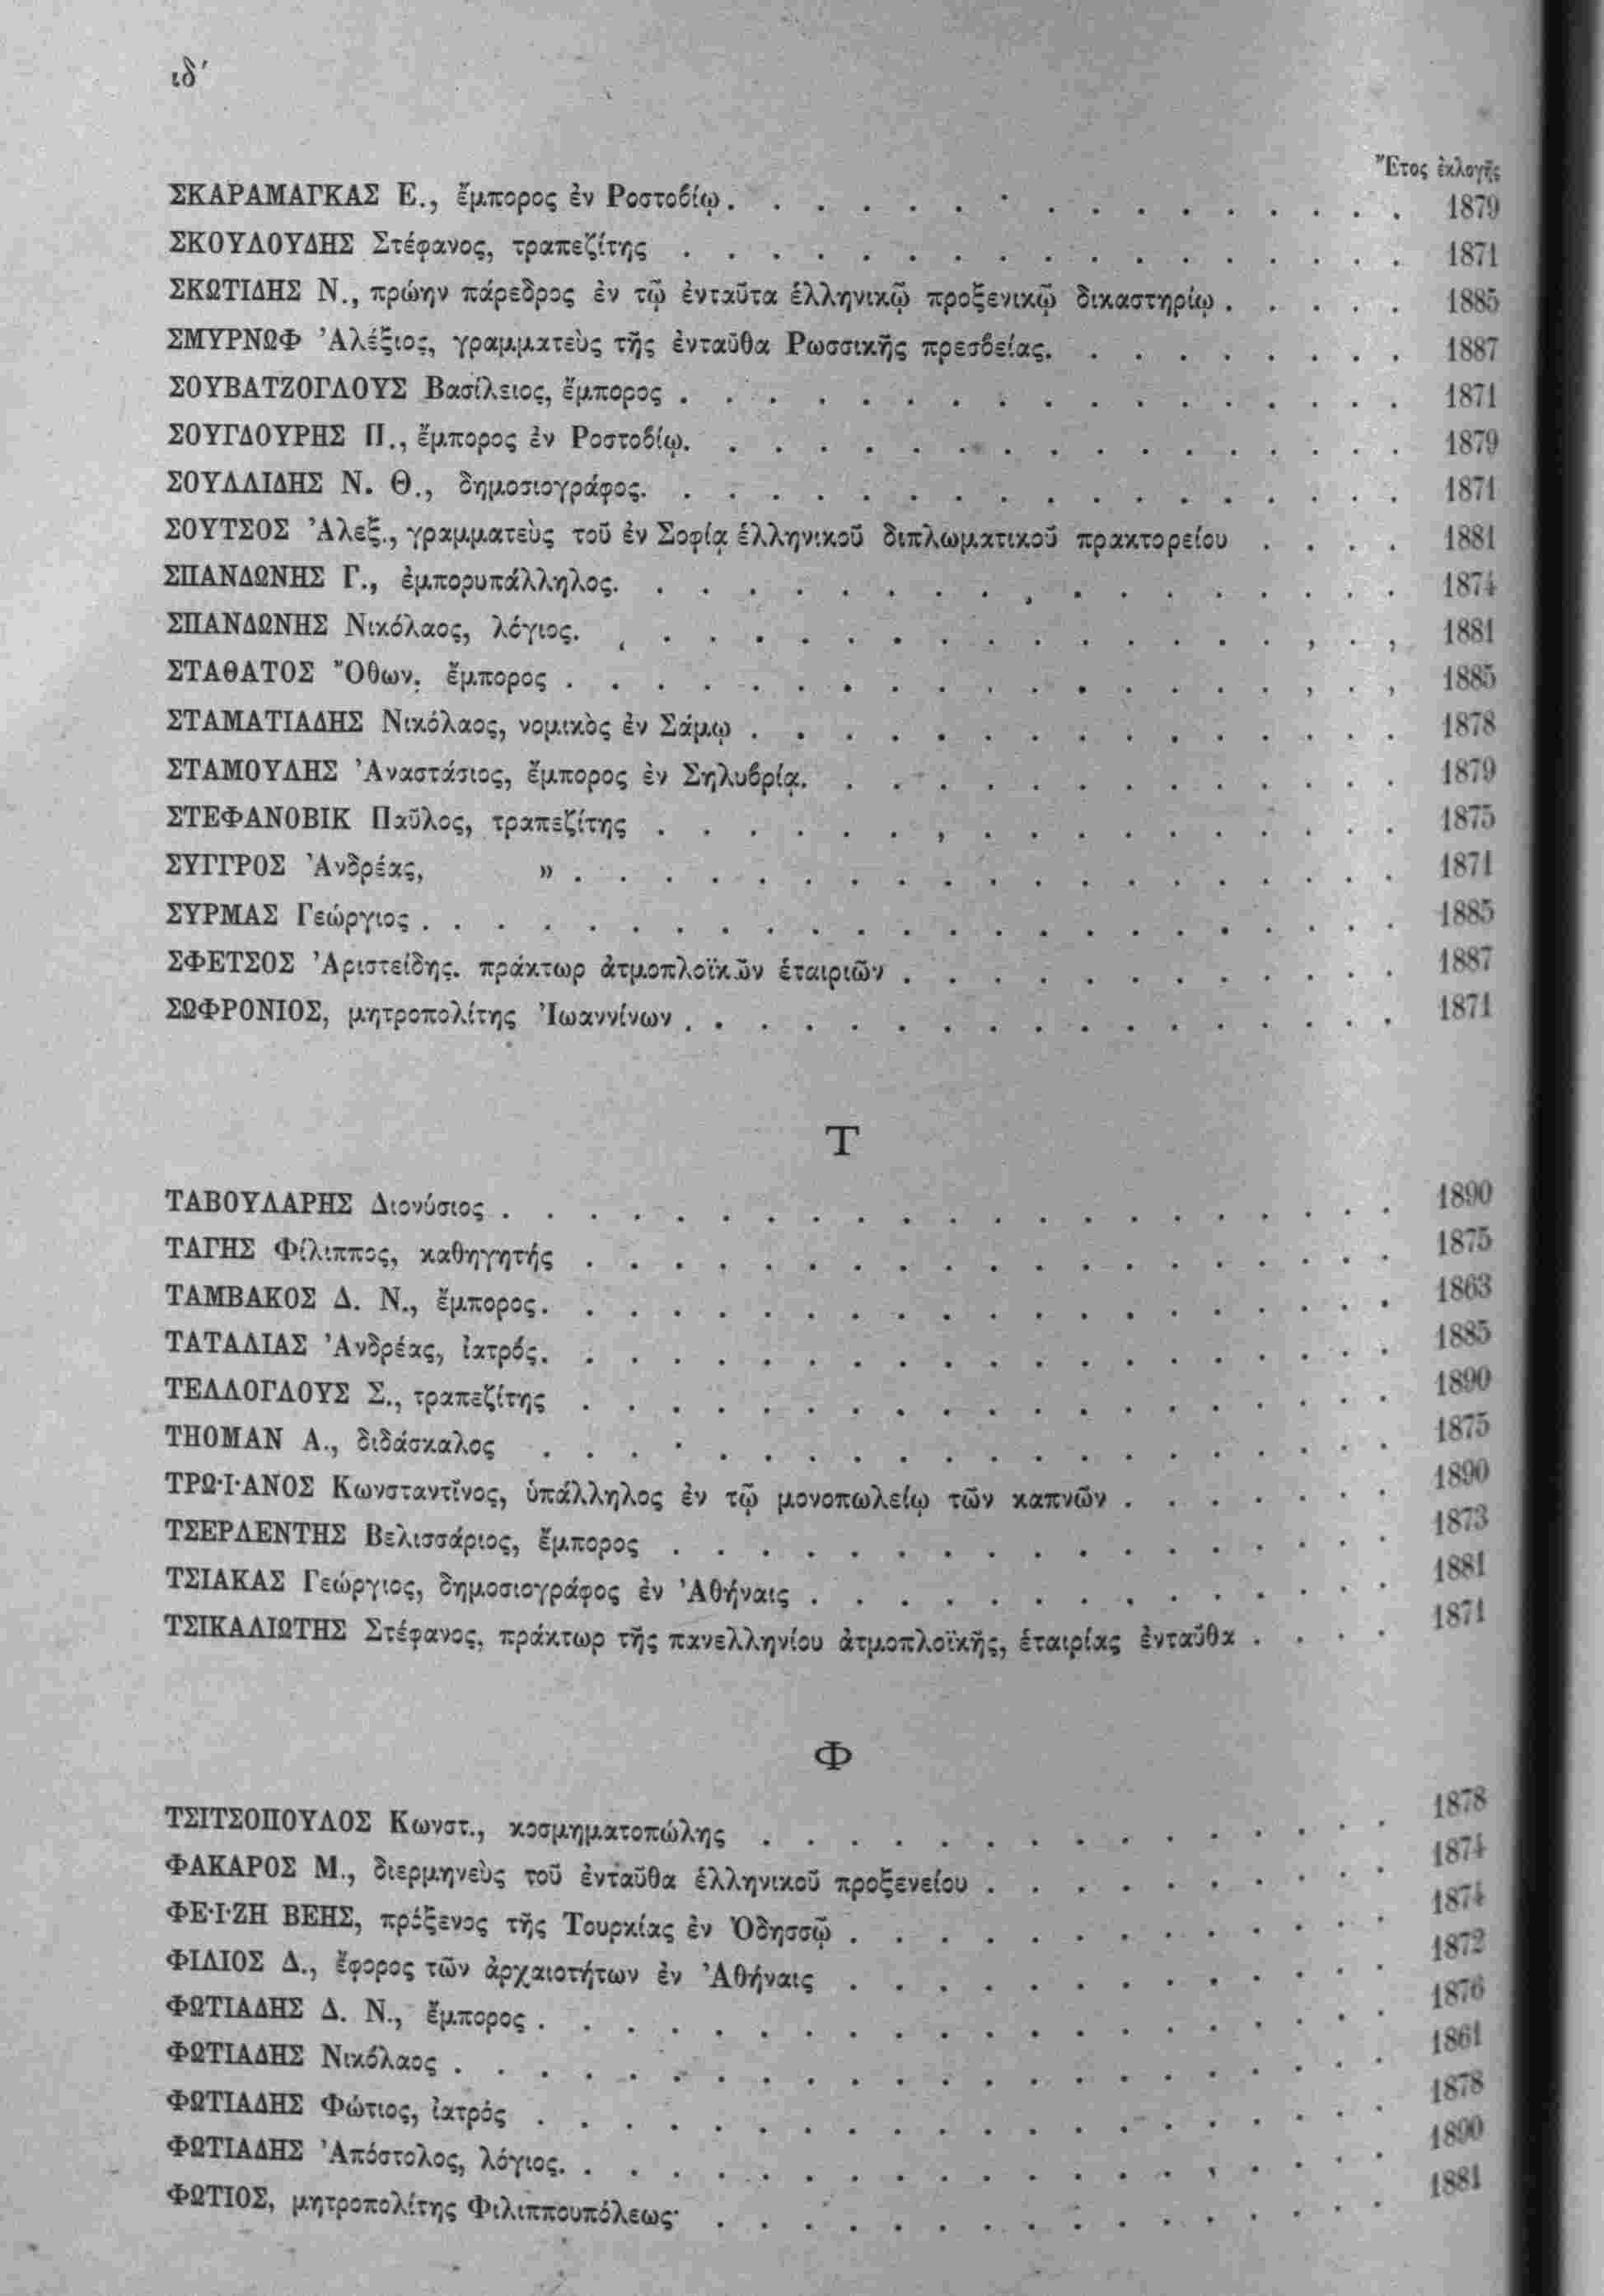 ιδ´
Ἔτος ἐκλογῆς
ΣΚΑΡΑΜΑΓΚΑΣ Ε., ἔμπορος ἐν Ροστοβίῳ. . . . . . . . . . . . . . . . 1879
ΣΚΟΥΛΟΥΔΗΣ Στέφανος, τραπεζίτης . . . . . . . . . . . . . . . . . 1871
ΣΚΩΤΙΔΗΣ Ν., πρώην πάρεδρος ἐν τῷ ἐνταῦτα ἑλληνικῷ προξενικῷ δικαστηρίῳ . . . . . 1885
ΣΜΥΡΝΩΦ Ἀλέξιος, γραμματεὺς τῆς ἐνταῦθα Ρωσσικῆς πρεσβείας. . . . . . . . . 1887
ΣΟΥΒΑΤΖΟΓΛΟΥΣ Βασίλειος, ἔμπορος . . . . . . . . . . . . . . . . . 1871
ΣΟΥΓΔΟΥΡΗΣ Π., ἔμπορος ἐν Ροστοβίῳ. . . . . . . . . . . . . . . . . 1879
ΣΟΥΛΛΙΔΗΣ Ν. Θ., δημοσιογράφος. . . . . . . . . . . . . . . . . . 1871
ΣΟΥΤΣΟΣ Ἀλεξ., γραμματεὺς τοῦ ἐν Σοφίᾳ ἑλληνικοῦ διπλωματικοῦ πρακτορείου . . . . 1881
ΣΠΑΝΔΩΝΗΣ Γ., ἐμπορυπάλληλος. . . . . . . . . . . . . . . . . . 1874
ΣΠΑΝΔΩΝΗΣ Νικόλαος, λόγιος. . . . . . . . . . . . . . . . . . . 1881
ΣΤΑΘΑΤΟΣ Ὄθων. ἔμπορος . . . . . . . . . . . . . . . . . . . 1885
ΣΤΑΜΑΤΙΑΔΗΣ Νικόλαος, νομικὸς ἐν Σάμῳ . . . . . . . . . . . . . . . 1878
ΣΤΑΜΟΥΛΗΣ Ἀναστάσιος, ἔμπορος ἐν Σηλυβρίᾳ. . . . . . . . . . . . . . 1879
ΣΤΕΦΑΝΟΒΙΚ Παῦλος, τραπεζίτης . . . . . . . . . . . . . . . . . 1875
ΣΥΓΓΡΟΣ Ἀνδρέας, » . . . . . . . . . . . . . . . . . . . 1871
ΣΥΡΜΑΣ Γεώργιος . . . . . . . . . . . . . . . . . . . . . . 1885
ΣΦΕΤΣΟΣ Ἀριστείδης. πράκτωρ ἀτμοπλοϊκῶν ἑταιριῶν . . . . . . . . . . . . 1887
ΣΩΦΡΟΝΙΟΣ, μητροπολίτης Ἰωαννίνων . . . . . . . . . . . . . . . . 1871
Τ
ΤΑΒΟΥΛΑΡΗΣ Διονύσιος . . . . . . . . . . . . . . . . . . . . . 1890
ΤΑΓΗΣ Φίλιππος, καθηγητής . . . . . . . . . . . . . . . . . . . 1875
ΤΑΜΒΑΚΟΣ Δ. Ν., ἔμπορος. . . . . . . . . . . . . . . . . . . . 1863
ΤΑΤΑΛΙΑΣ Ἀνδρέας, ἰατρός. . . . . . . . . . . . . . . . . . . . 1885
ΤΕΛΛΟΓΛΟΥΣ Σ., τραπεζίτης . . . . . . . . . . . . . . . . . . . 1890
ΤΗΟΜΑΝ Α., διδάσκαλος . . . . . . . . . . . . . . . . . . . . 1875
ΤΡΩ·Ι·ΑΝΟΣ Κωνσταντῖνος, ὑπάλληλος ἐν τῷ μονοπωλείῳ τῶν καπνῶν . . . . . . . 1890
ΤΣΕΡΛΕΝΤΗΣ Βελισσάριος, ἔμπορος . . . . . . . . . . . . . . . . . 1873
ΤΣΙΑΚΑΣ Γεώργιος, δημοσιογράφος ἐν Ἀθήναις . . . . . . . . . . . . . . 1881
ΤΣΙΚΑΛΙΩΤΗΣ Στέφανος, πράκτωρ τῆς πανελληνίου ἀτμοπλοϊκῆς, ἑταιρίας ἐνταῦθα . . . . 1871
Φ
ΤΣΙΤΣΟΠΟΥΛΟΣ Κωνστ., κοσμηματοπώλης . . . . . . . . . . . . . . . 1878
ΦΑΚΑΡΟΣ Μ., διερμηνεὺς τοῦ ἐνταῦθα ἑλληνικοῦ προξενείου . . . . . . . . . . 1874
ΦΕ·Ι·ΖΗ ΒΕΗΣ, πρόξενος τῆς Τουρκίας ἐν Ὀδησσῷ . . . . . . . . . . . . . 1874
ΦΙΛΙΟΣ Δ., ἔφορος τῶν ἀρχαιοτήτων ἐν Ἀθήναις . . . . . . . . . . . . . 1872
ΦΩΤΙΑΔΗΣ Δ. Ν., ἔμπορος . . . . . . . . . . . . . . . . . . . . 1876
ΦΩΤΙΑΔΗΣ Νικόλαος . . . . . . . . . . . . . . . . . . . . . . 1861
ΦΩΤΙΑΔΗΣ Φώτιος, ἰατρός . . . . . . . . . . . . . . . . . . . . 1878
ΦΩΤΙΑΔΗΣ Ἀπόστολος, λόγιος. . . . . . . . . . . . . . . . . . . 1890
ΦΩΤΙΟΣ, μητροπολίτης Φιλιππουπόλεως· . . . . . . . . . . . . . . . . 1881